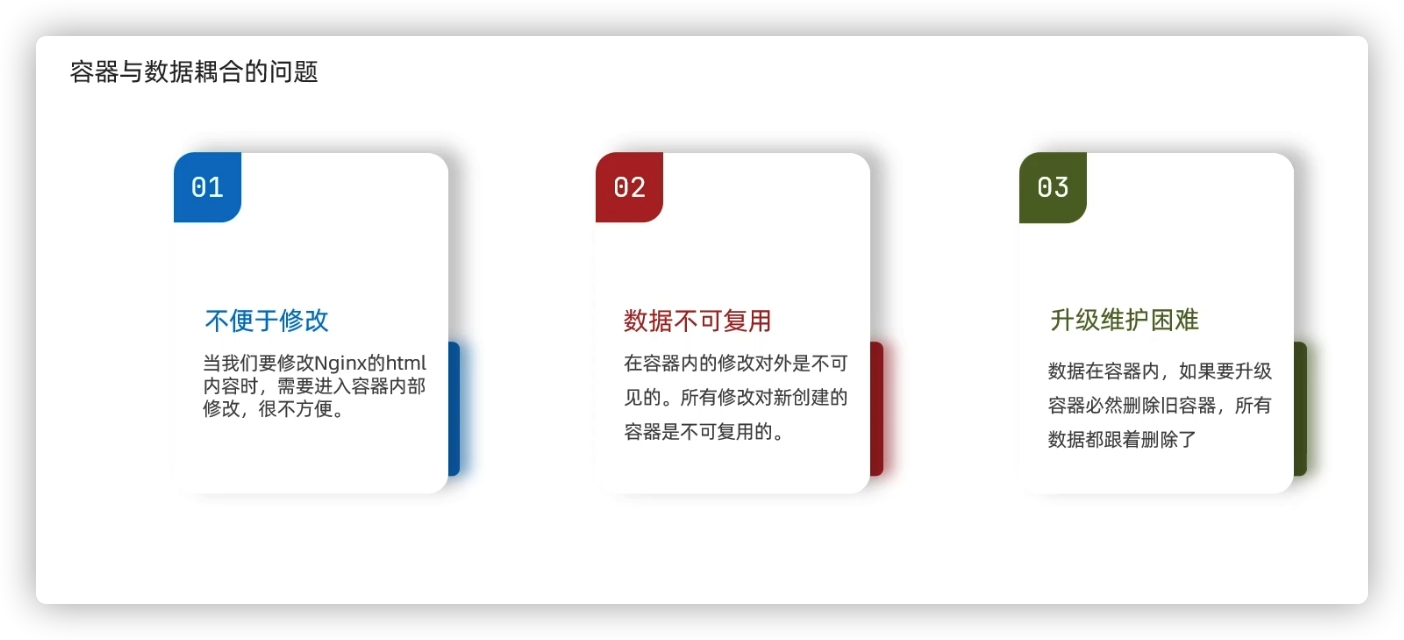 容器与数据耦合的问题
01
不便于修改
当我们要修改Nginx的html
内容时，需要进入容器内部
修改，很不方便。
02
数据不可复用
在容器内的修改对外是不可
见的。所有修改对新创建的
容器是不可复用的。
03
升级维护困难
数据在容器内，如果要升级
容器必然删除旧容器，所有
数据都跟着删除了